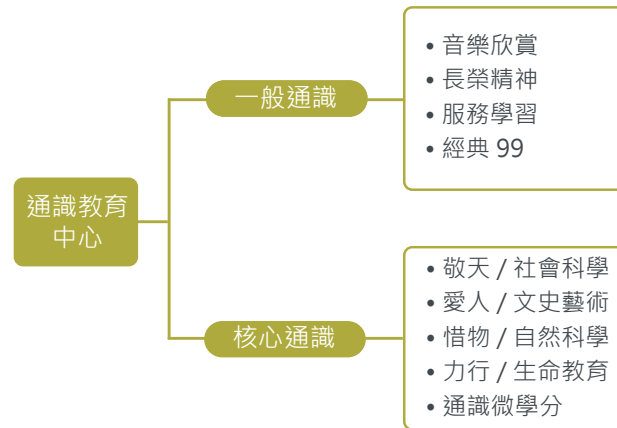 通識教育
中心
一般通識
• 音樂欣賞
• 長榮精神
• 服務學習
• 經典 99
核心通識
• 敬天 / 社會科學
• 愛人 / 文史藝術
• 惜物 / 自然科學
• 力行 / 生命教育
• 通識微學分